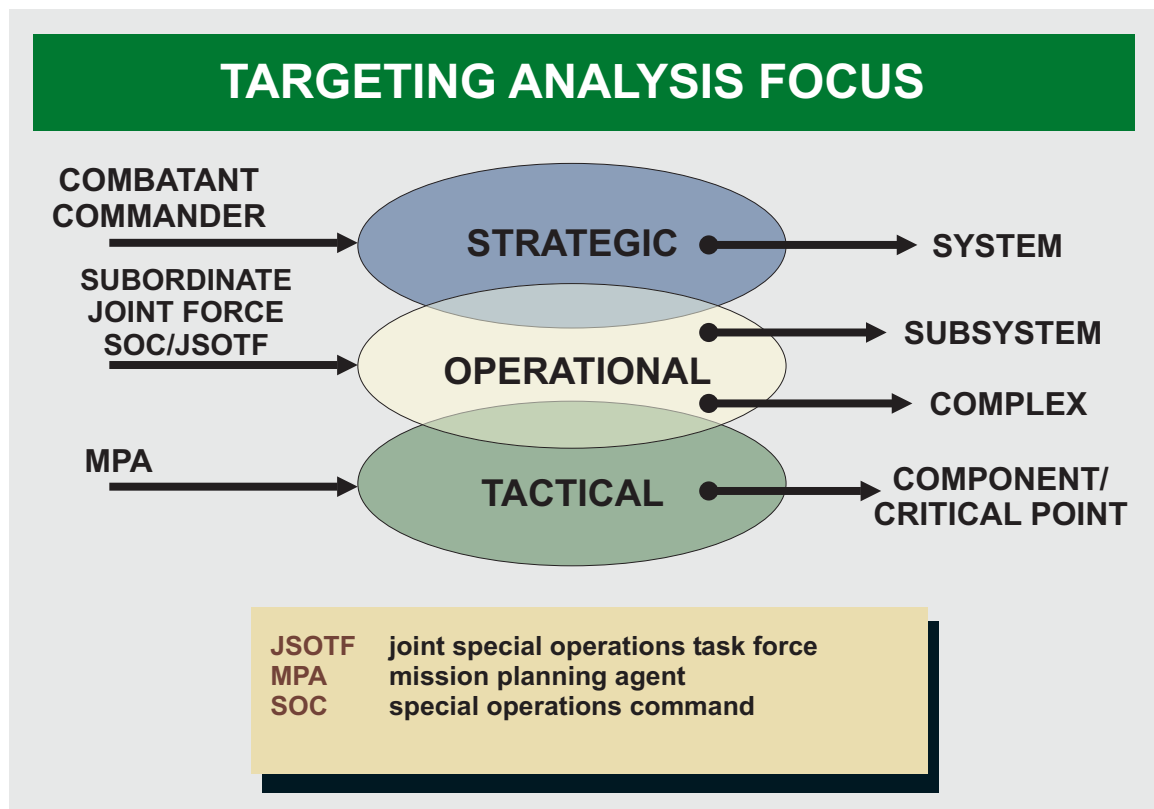 TARGETING ANALYSIS FOCUS
COMBATANT
COMMANDER
STRATEGIC
SYSTEM
SUBORDINATE
JOINT FORCE
SOC/JSOTF
OPERATIONAL
SUBSYSTEM
COMPLEX
MPA
TACTICAL
COMPONENT/
CRITICAL POINT
JSOTF joint special operations task force
MPA mission planning agent
SOC special operations command